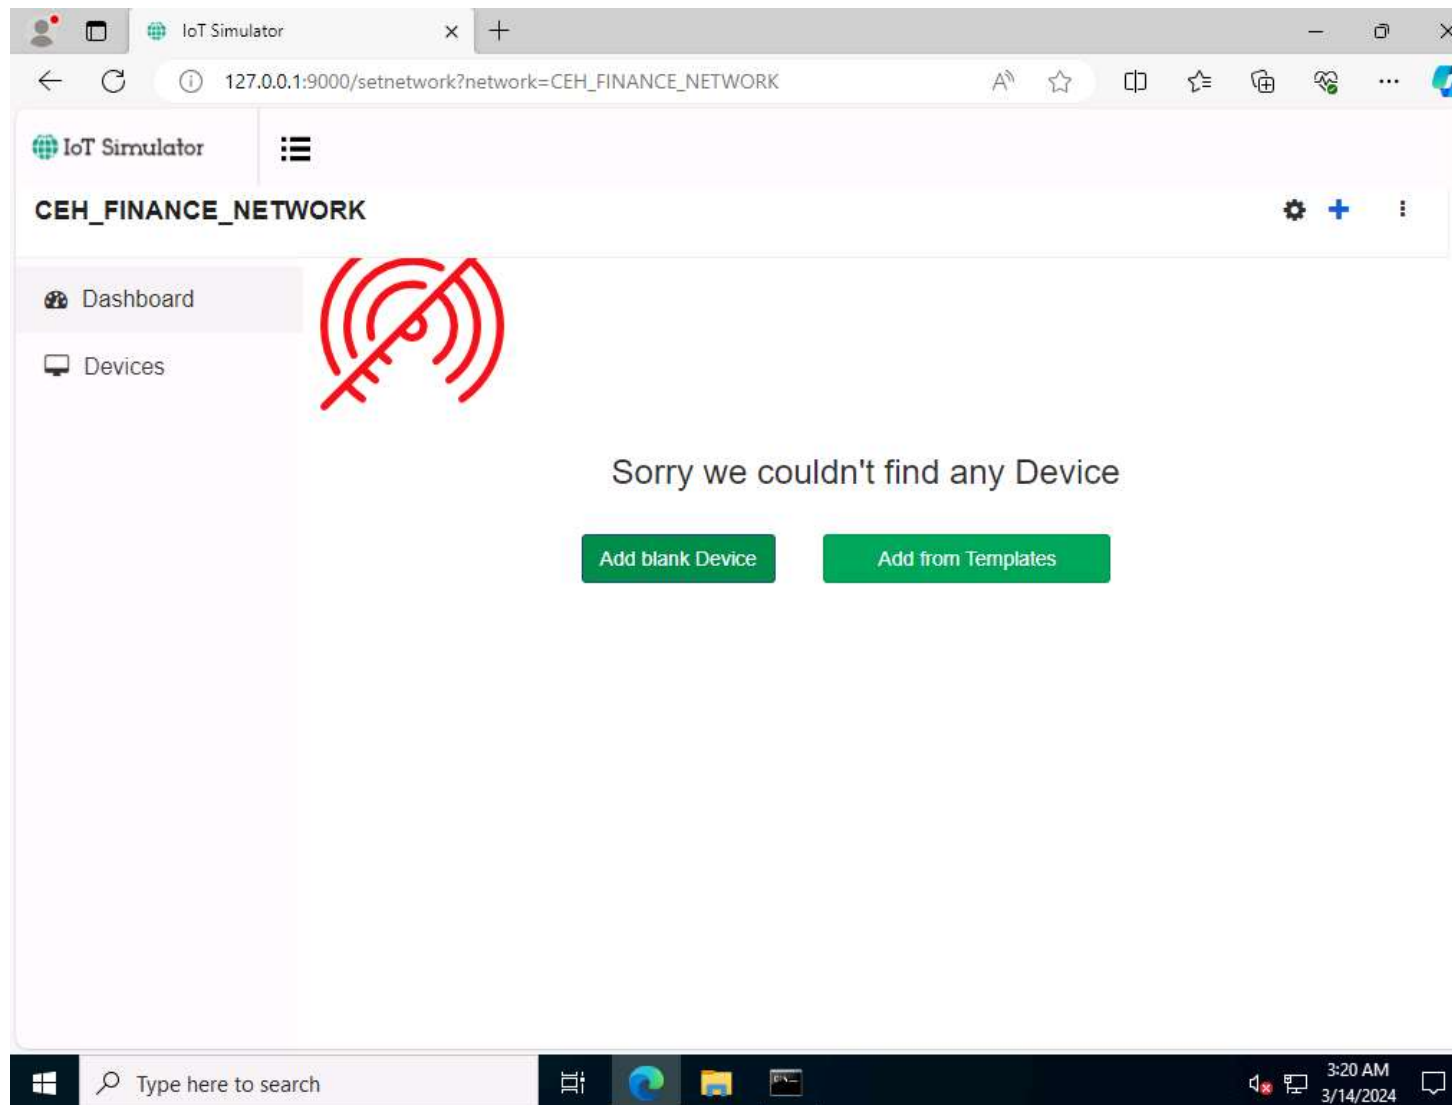 IoT Simulator
127.0.0.1:9000/setnetwork?network=CEH_FINANCE_NETWORK
IoT Simulator
CEH_FINANCE_NETWORK
Dashboard
Devices
Sorry we couldn't find any Device
Add blank Device
Add from Templates
Type here to search
3:20 AM
3/14/2024